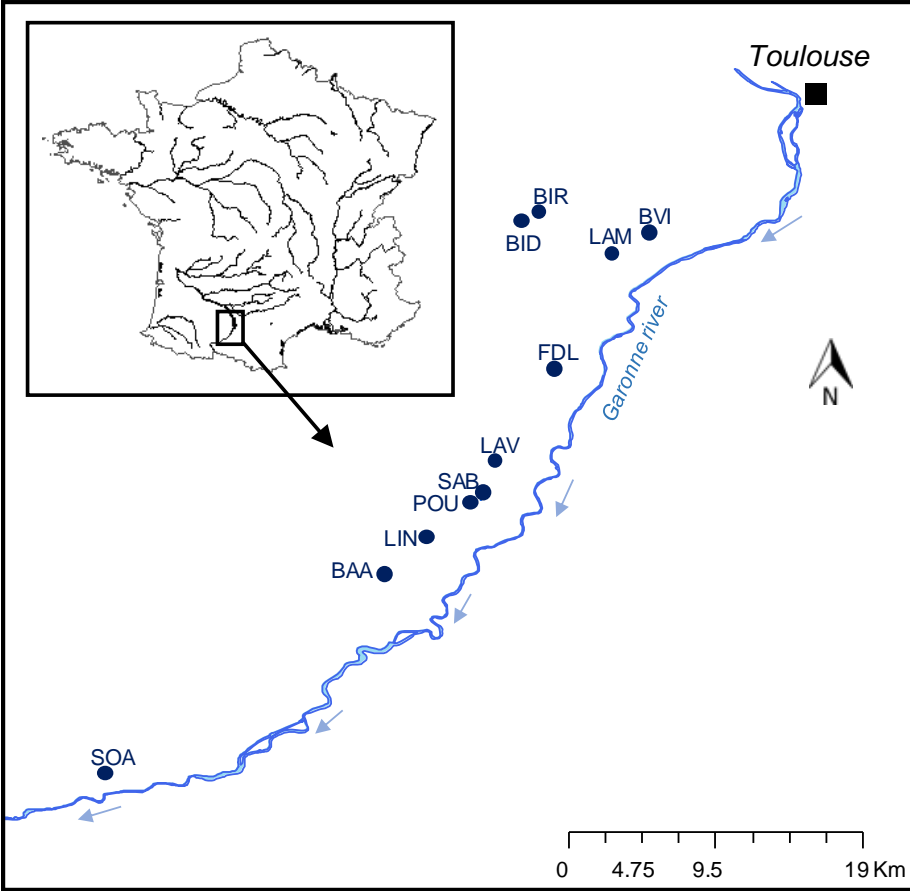 Toulouse
BIR
BID
BVI
LAM
Garonne river
FDL
N
LAV
SAB
POU
LIN
BAA
SOA
0 4.75 9.5 19 Km